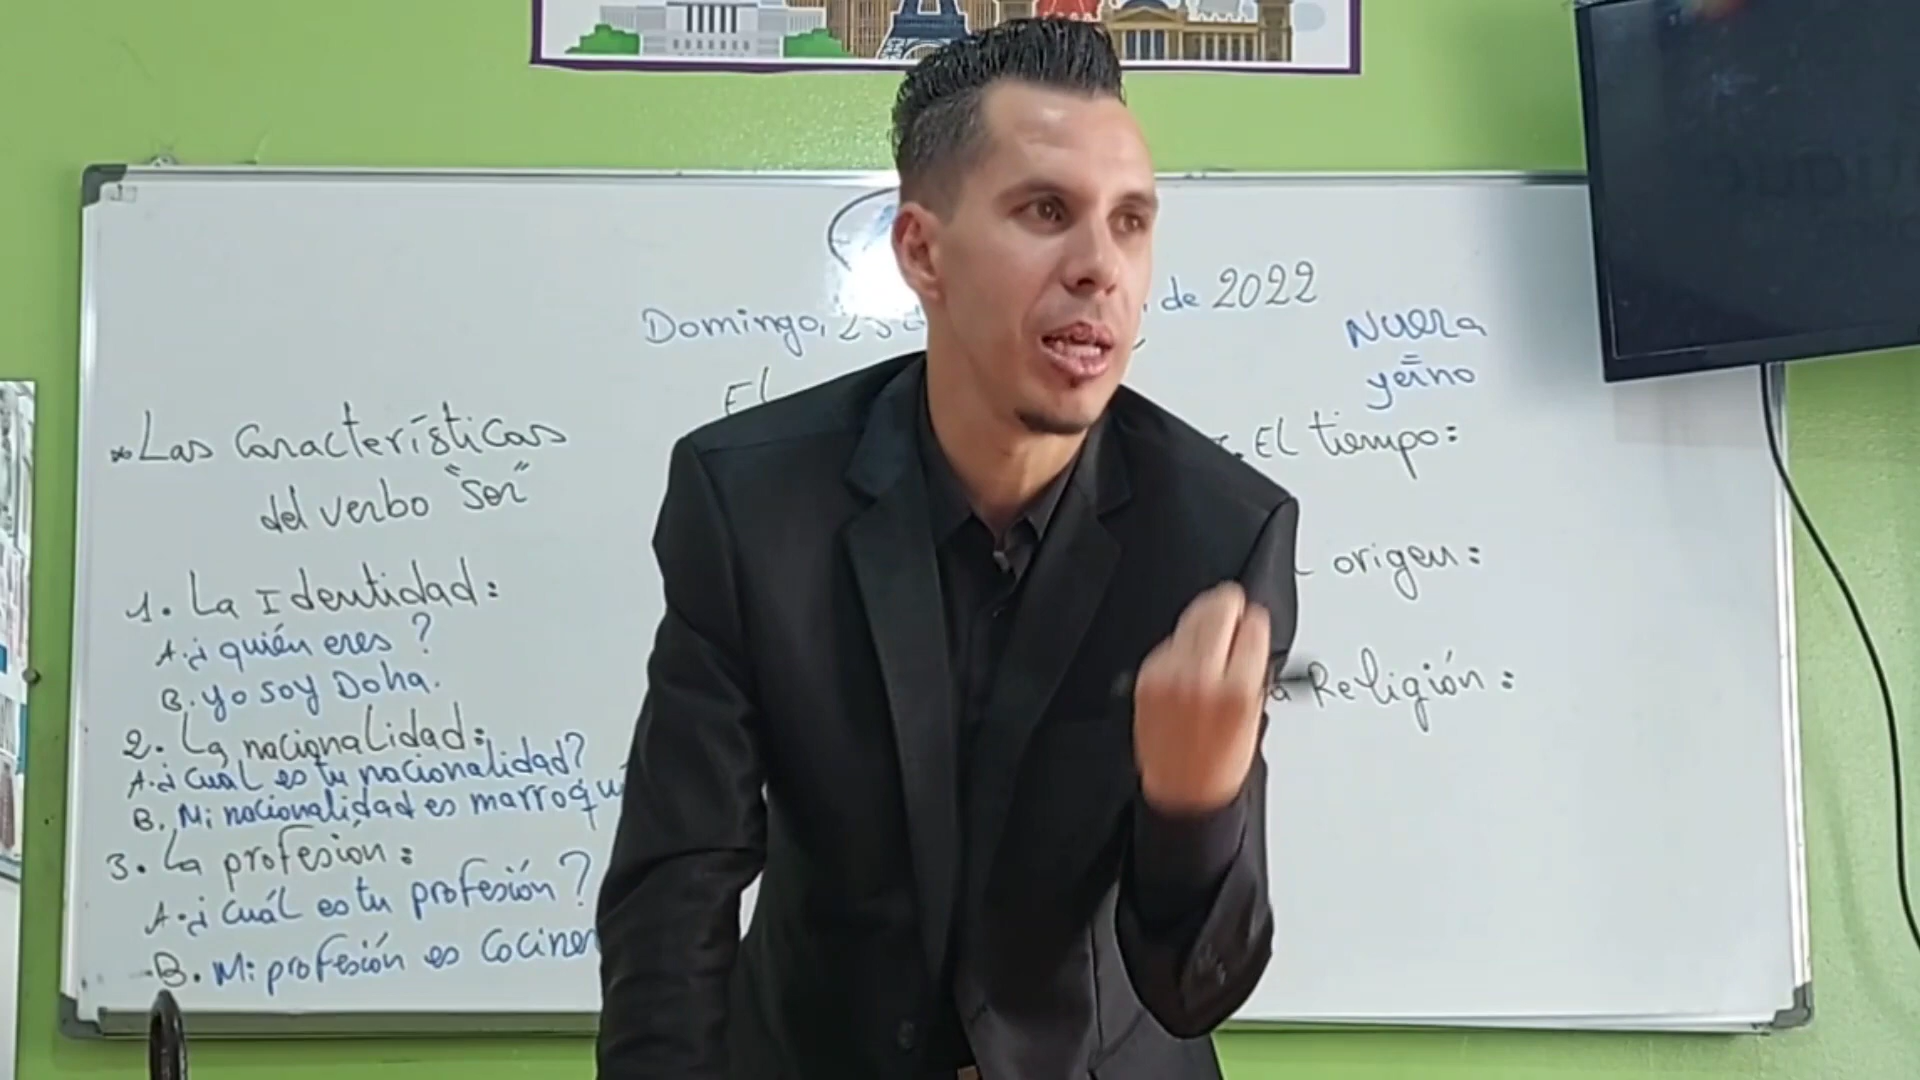 Domingo, 25 de 2022
Nuera
yerno
El
*Las Características
del verbo "Ser"
1. La Identidad:
A. ¿quién eres?
B. yo soy Doha.
2. La nacionalidad:
A. ¿Cuál es tu nacionalidad?
B. Mi nacionalidad es marroquí
3. La profesión:
A. ¿Cuál es tu profesión?
B. Mi profesión es Cociner
. El tiempo:
origen:
a Religión: